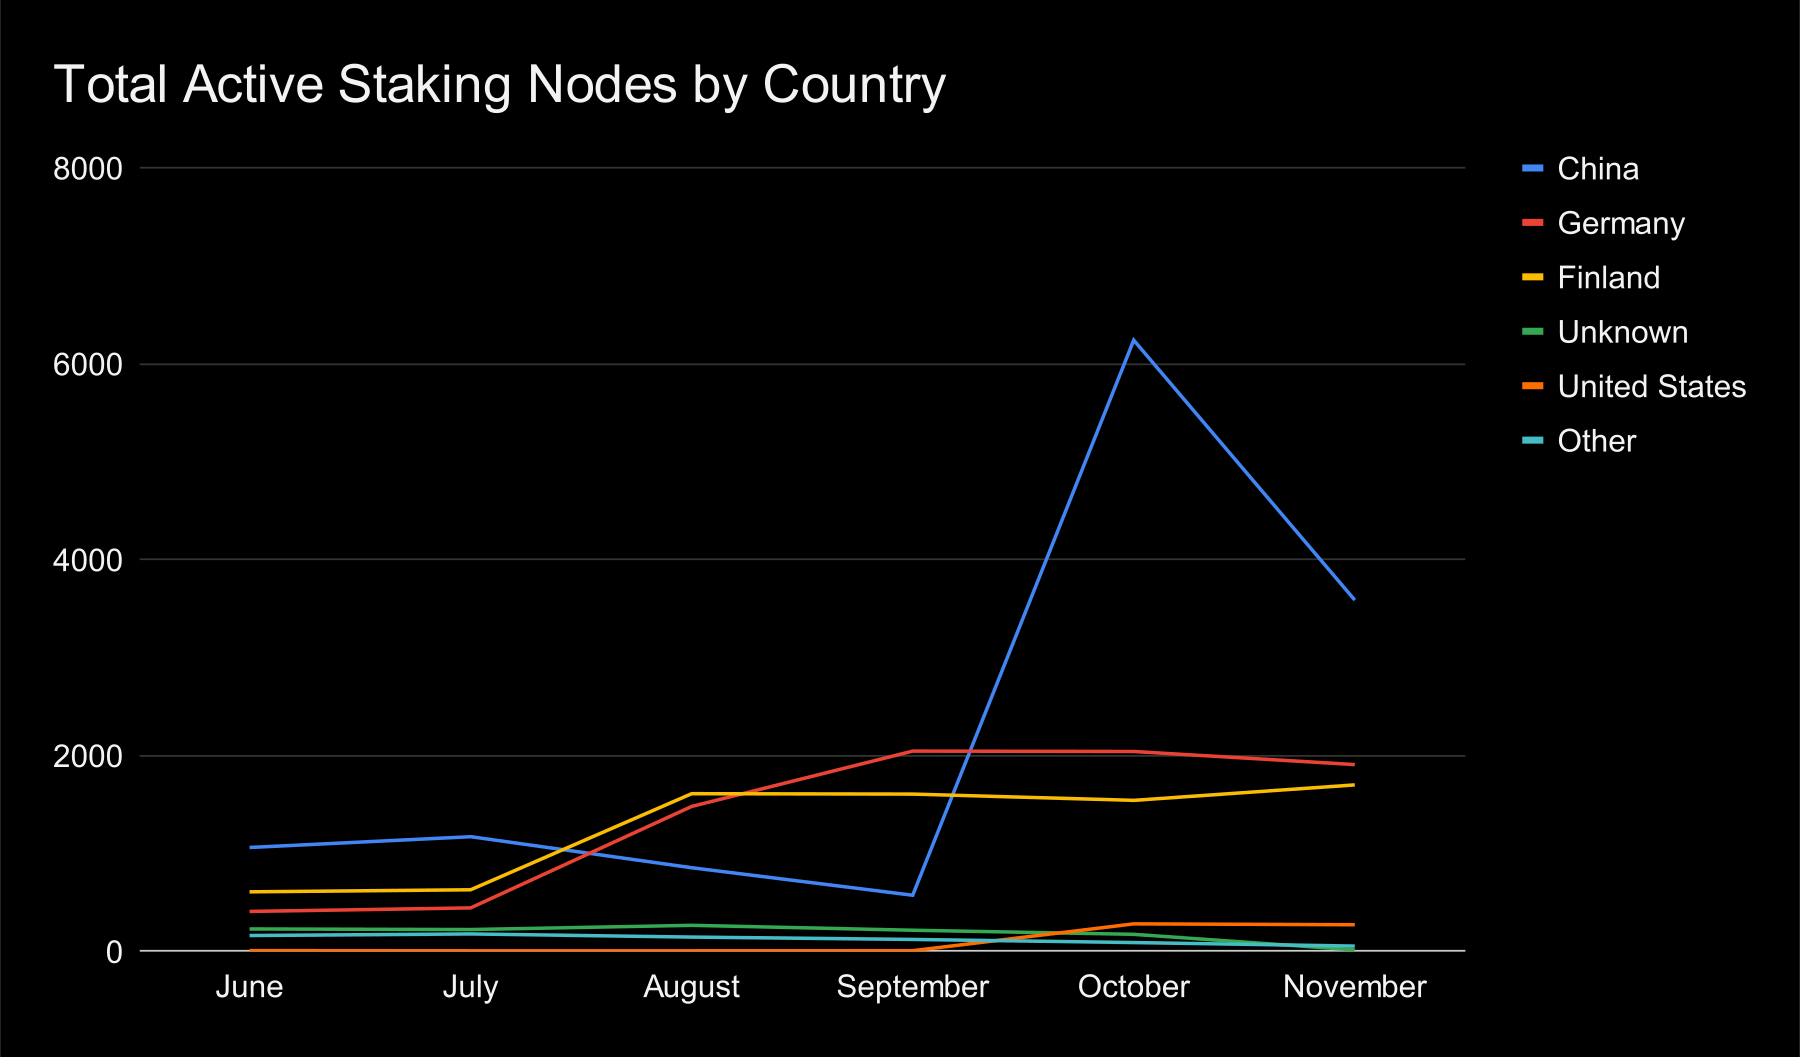 Total Active Staking Nodes by Country
8000
6000
4000
2000
0
June
July
August
September
October
November
China
Germany
Finland
Unknown
United States
Other